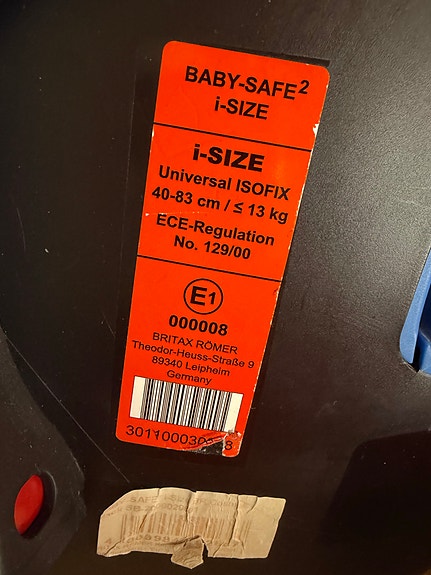 BABY-SAFE²
i-SIZE
i-SIZE
Universal ISOFIX
40-83 cm / ≤ 13 kg
ECE-Regulation
No. 129/00
E1
000008
BRITAX RÖMER
Theodor-Heuss-Straße 9
89340 Leipheim
Germany